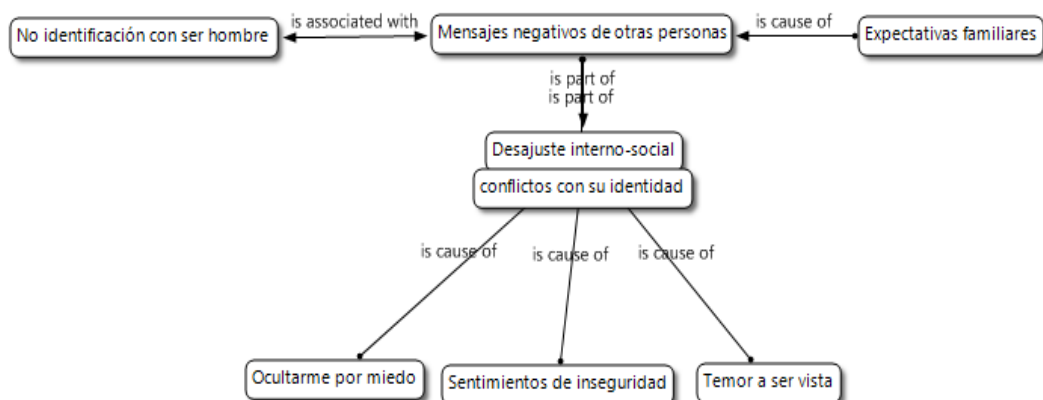 is associated with
is cause of
No identificación con ser hombre
Mensajes negativos de otras personas
Expectativas familiares
is part of
is part of
Desajuste interno-social
conflictos con su identidad
is cause of
is cause of
is cause of
Ocultarme por miedo
Sentimientos de inseguridad
Temor a ser vista